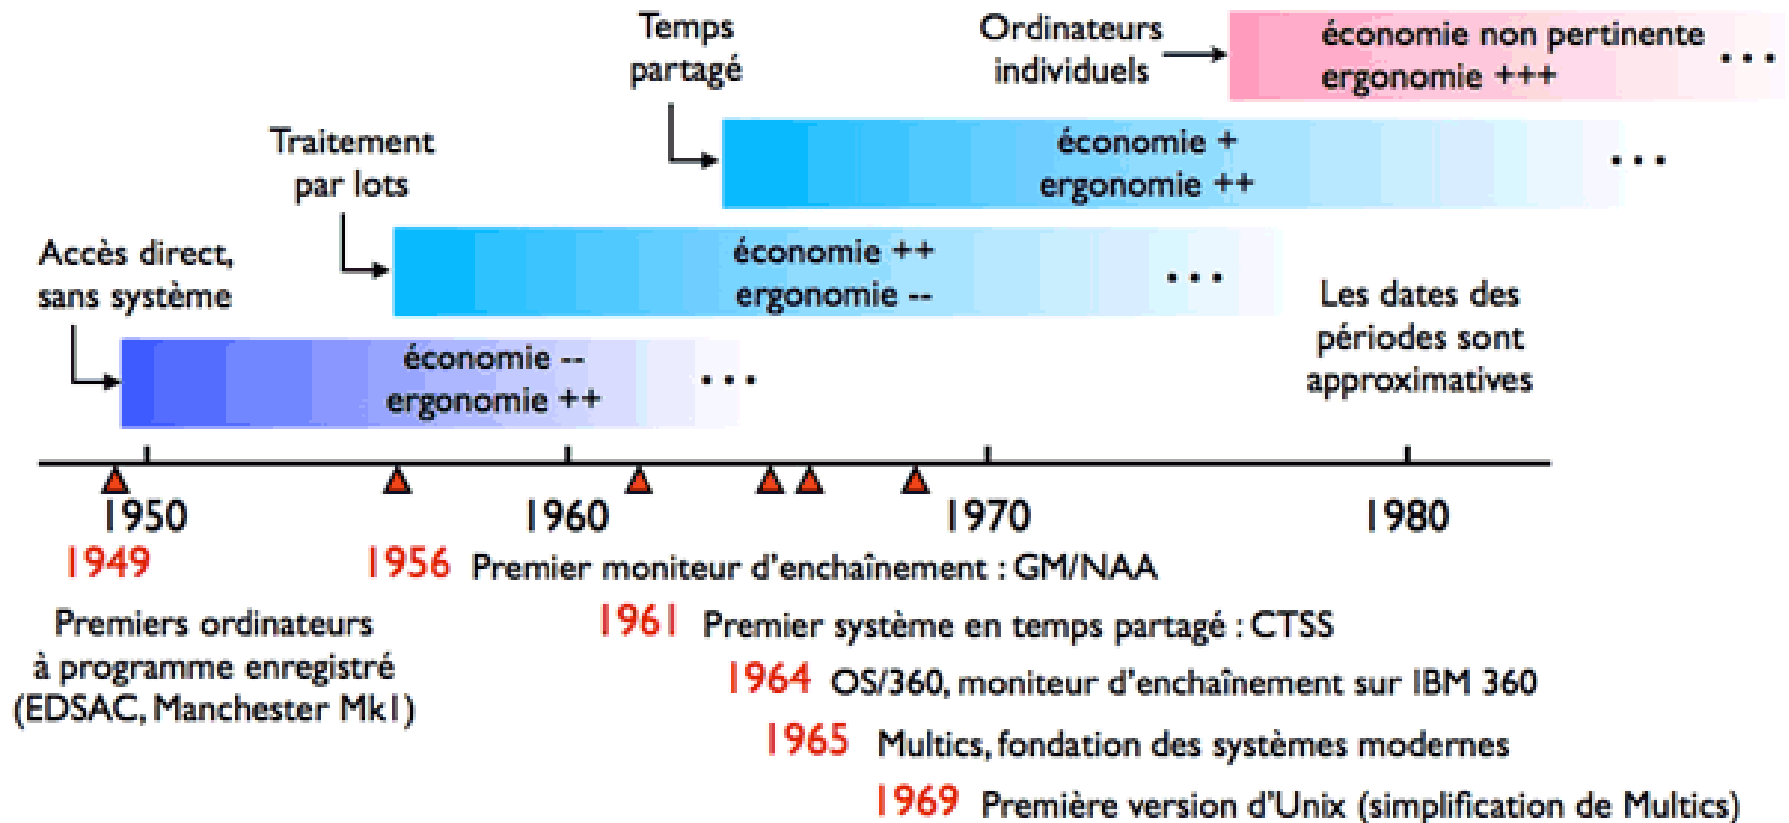 Temps
partagé
Ordinateurs
individuels
économie non pertinente
ergonomie +++
...
Traitement
par lots
économie +
ergonomie ++
...
Accès direct,
sans système
économie ++
ergonomie --
...
Les dates des
périodes sont
approximatives
économie --
ergonomie ++
...
1950
1960
1970
1980
1949
Premiers ordinateurs
à programme enregistré
(EDSAC, Manchester Mk1)
1956 Premier moniteur d'enchaînement : GM/NAA
1961 Premier système en temps partagé : CTSS
1964 OS/360, moniteur d'enchaînement sur IBM 360
1965 Multics, fondation des systèmes modernes
1969 Première version d'Unix (simplification de Multics)